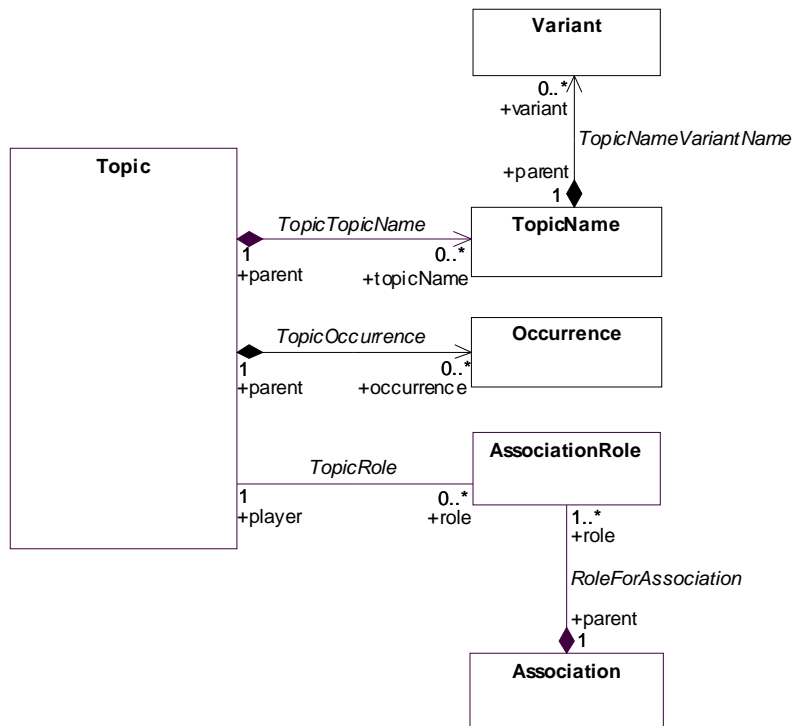 Variant
0..*
+variant
TopicNameVariantName
+parent
1
Topic
TopicTopicName
TopicName
1
0..*
+parent
+topicName
TopicOccurrence
Occurrence
1
0..*
+parent
+occurrence
AssociationRole
TopicRole
1
0..*
+player
+role
1..*
+role
RoleForAssociation
+parent
1
Association